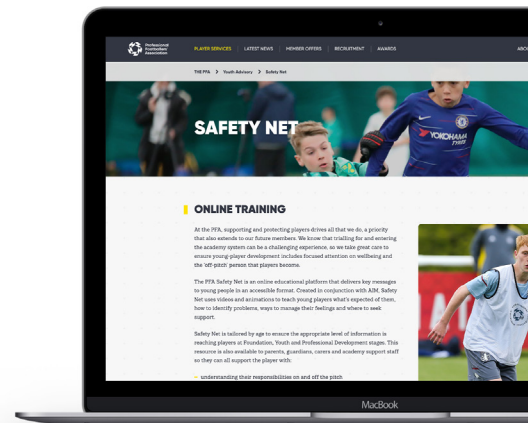 Professional
Footballers'
Association
PLAYER SERVICES
LATEST NEWS
MEMBER OFFERS
RECRUITMENT
AWARDS
THE PFA > Youth Advisory > Safety Net
SAFETY NET
YOKOHAMA
TYRES
ONLINE TRAINING
At the PFA, supporting and protecting players drives all that we do, a priority
that also extends to our future members. We know that trialling for and entering
the academy system can be a challenging experience, so we take great care to
ensure young-player development includes focused attention on wellbeing and
the 'off-pitch' person that players become.
The PFA Safety Net is an online educational platform that delivers key messages
to young people in an accessible format. Created in conjunction with AIM, Safety
Net uses videos and animations to teach young players what's expected of them,
how to identify problems, ways to manage their feelings and where to seek
support.
Safety Net is tailored by age to ensure the appropriate level of information is
reaching players at Foundation, Youth and Professional Development stages. This
resource is also available to parents, guardians, carers and academy support staff
so they can all support the player with:
– understanding their responsibilities on and off the pitch
MacBook